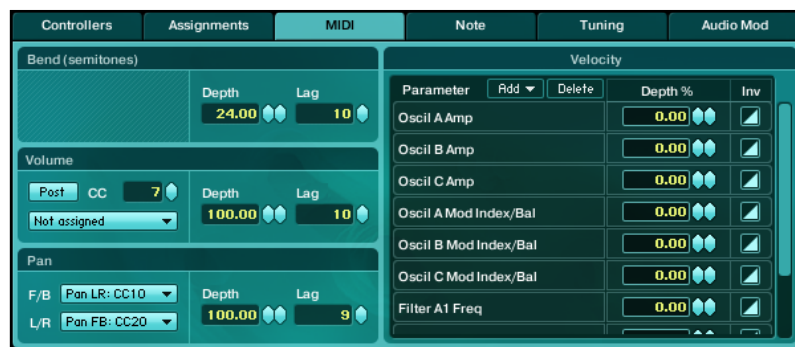 Controllers Assignments MIDI Note Tuning Audio Mod
Bend (semitones)
Depth Lag
24.00 10
Volume
Post CC 7 Depth Lag
Not assigned 100.00 10
Pan
F/B Pan LR: CC10 Depth Lag
L/R Pan FB: CC20 100.00 9
Velocity
Parameter Add Delete Depth % Inv
Oscil A Amp 0.00
Oscil B Amp 0.00
Oscil C Amp 0.00
Oscil A Mod Index/Bal 0.00
Oscil B Mod Index/Bal 0.00
Oscil C Mod Index/Bal 0.00
Filter A1 Freq 0.00